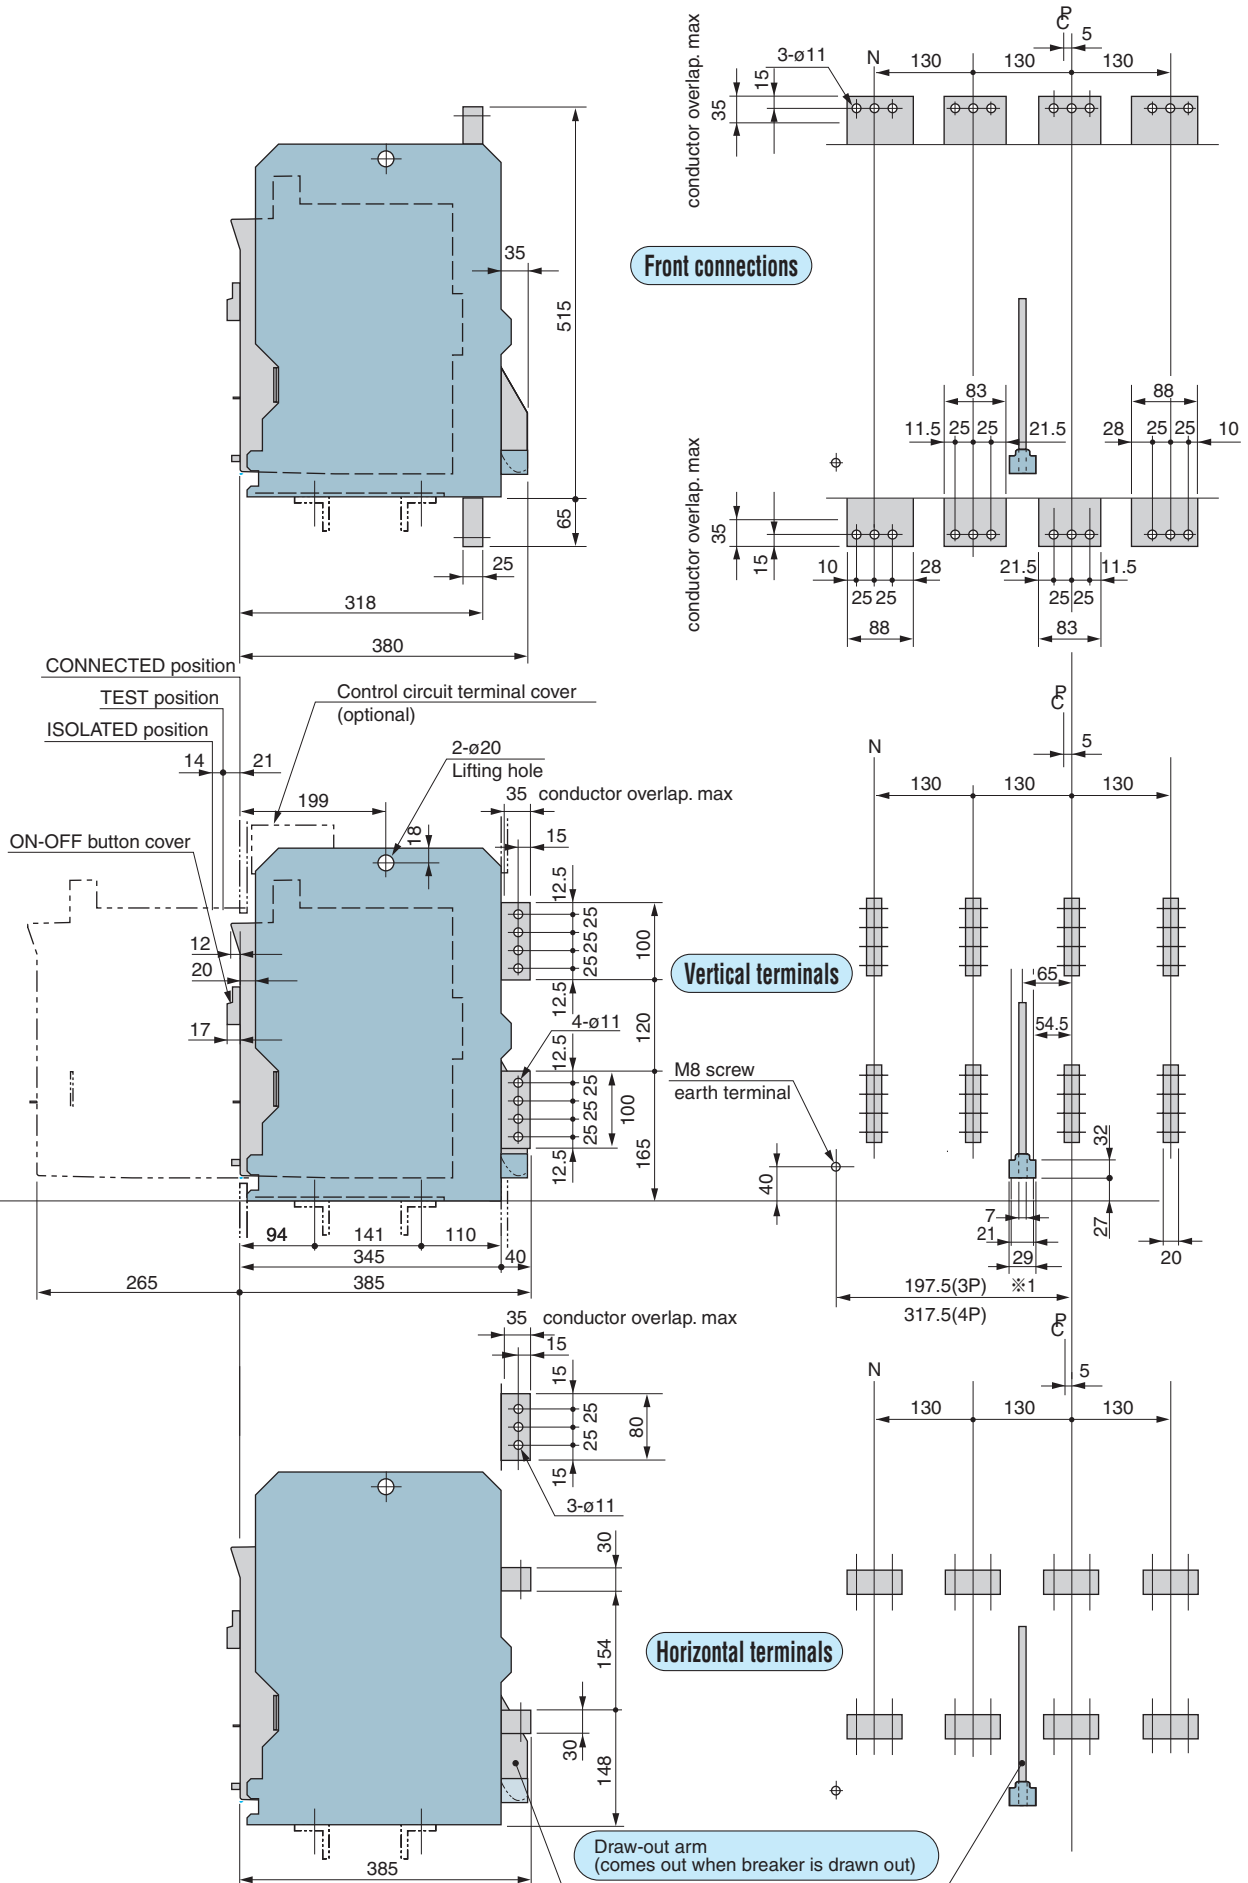 P
C
5
conductor overlap. max
3-ø11
N
130
130
130
15
35
35
Front connections
515
83
88
11.5
25
25
21.5
28
25
25
10
conductor overlap. max
35
15
65
25
10
28
21.5
11.5
25
25
25
25
318
88
83
380
CONNECTED position
TEST position
ISOLATED position
Control circuit terminal cover
(optional)
P
C
14
21
2-ø20
Lifting hole
N
5
199
35
conductor overlap. max
130
130
130
15
ON-OFF button cover
18
12.5
25
25
25
25
100
12
20
Vertical terminals
65
12.5
17
4-ø11
120
54.5
12.5
M8 screw
earth terminal
25
25
25
25
100
165
32
12.5
40
94
141
110
7
27
345
40
21
29
20
265
385
197.5(3P)
※1
317.5(4P)
P
C
35
conductor overlap. max
15
N
5
15
130
130
130
25
25
80
15
3-ø11
30
154
Horizontal terminals
30
148
Draw-out arm
(comes out when breaker is drawn out)
385